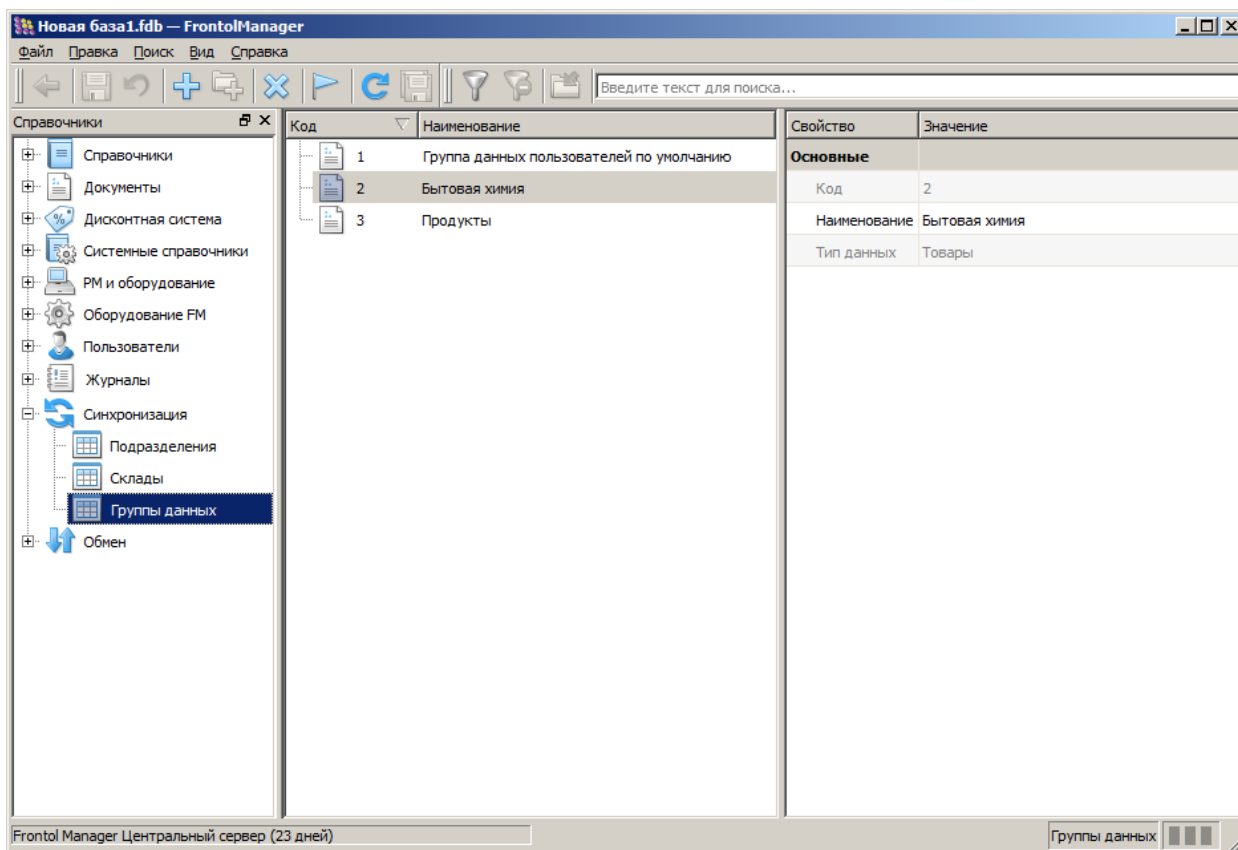 Новая база1.fdb — FrontolManager
Файл Правка Поиск Вид Справка
Введите текст для поиска...
Справочники
Справочники
Документы
Дисконтная система
Системные справочники
РМ и оборудование
Оборудование FM
Пользователи
Журналы
Синхронизация
Подразделения
Склады
Группы данных
Обмен
Код Наименование
1 Группа данных пользователей по умолчанию
2 Бытовая химия
3 Продукты
Свойство Значение
Основные
Код 2
Наименование Бытовая химия
Тип данных Товары
Frontol Manager Центральный сервер (23 дней)
Группы данных